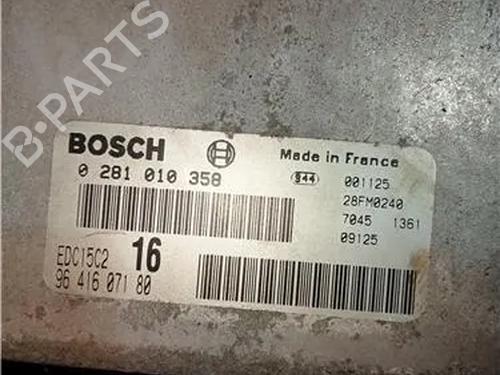 B-PARTS
BOSCH
Made in France
0 281 010 358
S44
001125
28FM0240
7045 1361
09125
EDC15C2 16
96 416 071 80